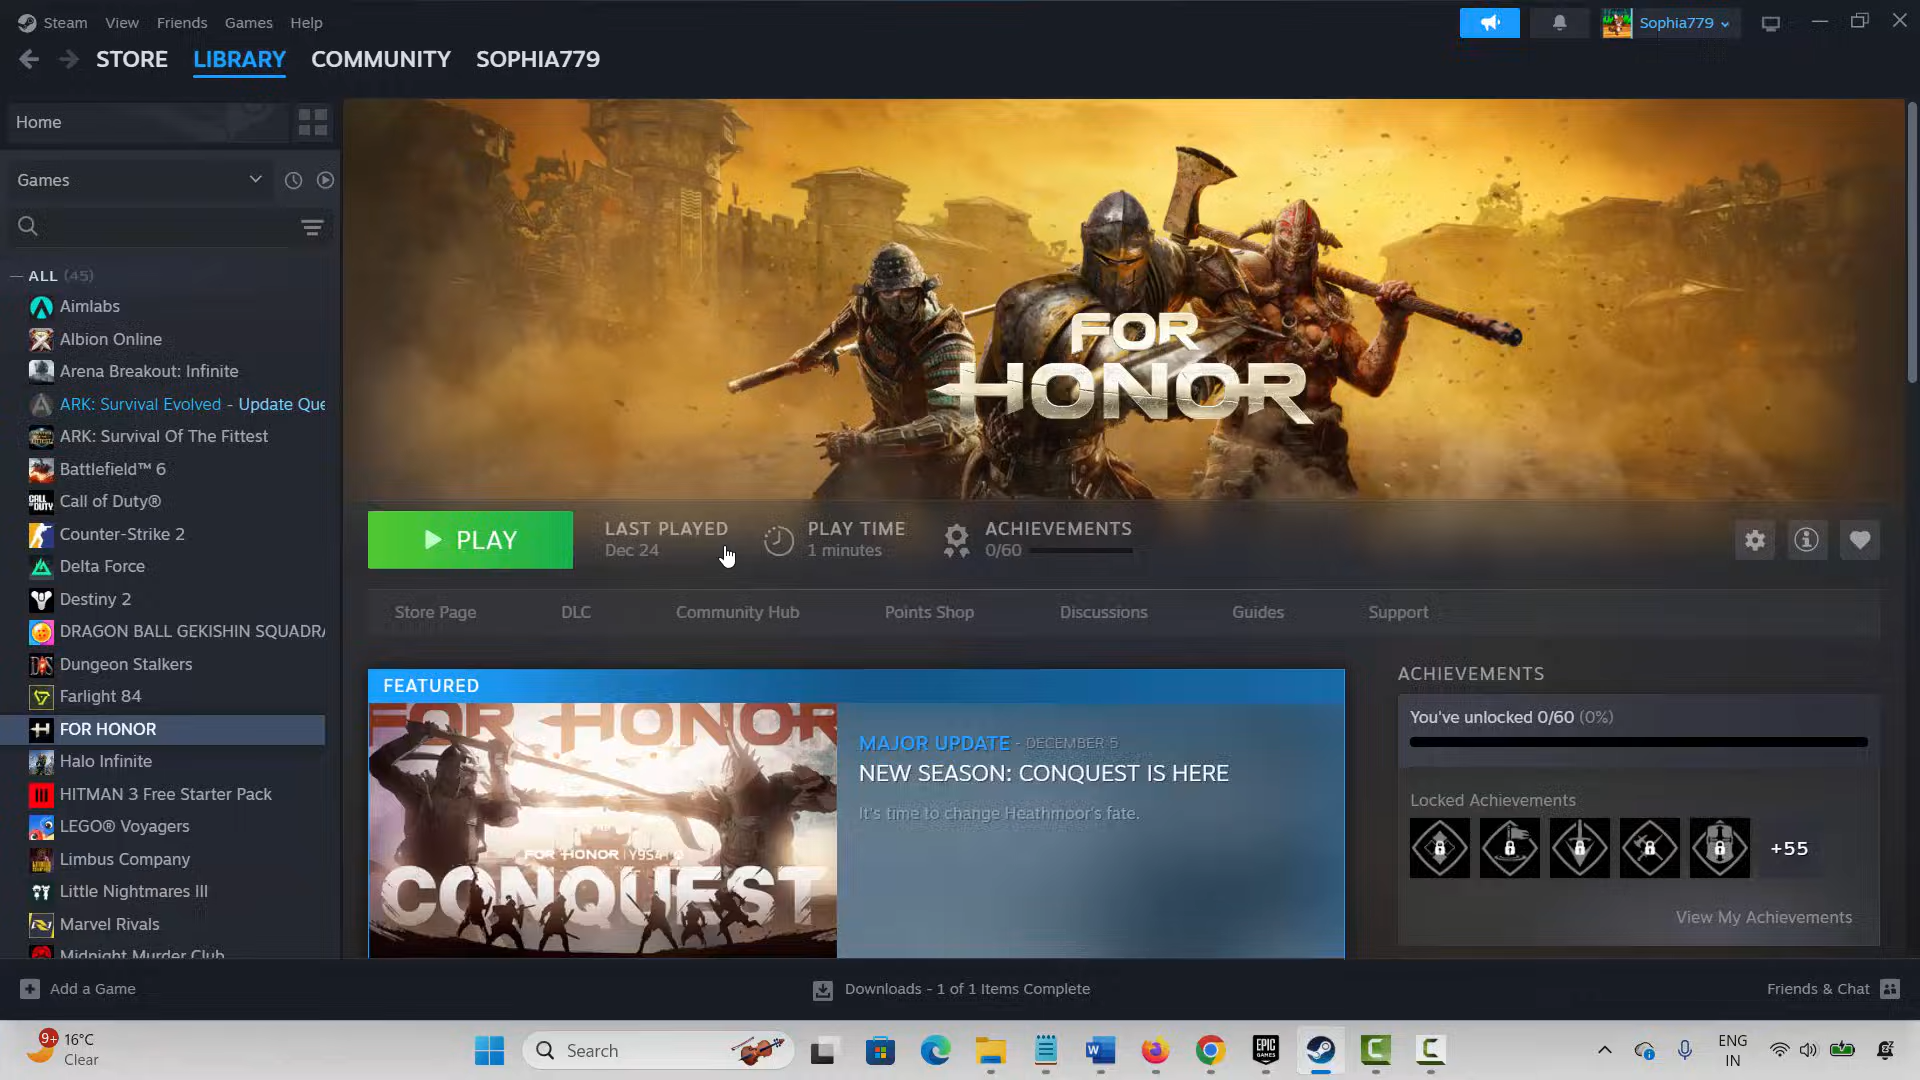 Steam View Friends Games Help
Sophia779
STORE LIBRARY COMMUNITY SOPHIA779
Home
Games
ALL (45)
Aimlabs
Albion Online
Arena Breakout: Infinite
ARK: Survival Evolved - Update Que
ARK: Survival Of The Fittest
Battlefield™ 6
Call of Duty®
Counter-Strike 2
Delta Force
Destiny 2
DRAGON BALL GEKISHIN SQUADRA
Dungeon Stalkers
Farlight 84
FOR HONOR
Halo Infinite
HITMAN 3 Free Starter Pack
LEGO® Voyagers
Limbus Company
Little Nightmares III
Marvel Rivals
Midnight Murder Club
FOR
HONOR
PLAY
LAST PLAYED
Dec 24
PLAY TIME
1 minutes
ACHIEVEMENTS
0/60
Store Page DLC Community Hub Points Shop Discussions Guides Support
FEATURED
FOR HONOR
FOR HONOR | Y9S4
CONQUEST
MAJOR UPDATE - DECEMBER 5
NEW SEASON: CONQUEST IS HERE
It's time to change Heathmoor's fate.
ACHIEVEMENTS
You've unlocked 0/60 (0%)
Locked Achievements
+55
View My Achievements
Add a Game
Downloads - 1 of 1 Items Complete
Friends & Chat
9+
16°C
Clear
Search
EPIC
GAMES
ENG
IN